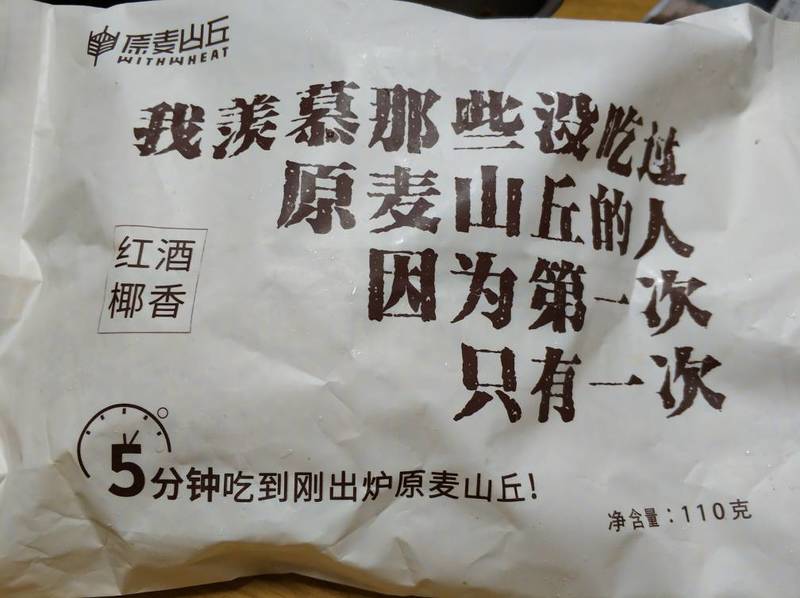 原麦山丘
WITHWHEAT
我羡慕那些没吃过
原麦山丘的人
因为第一次
只有一次
红酒
椰香
5分钟吃到刚出炉原麦山丘!
净含量:110克